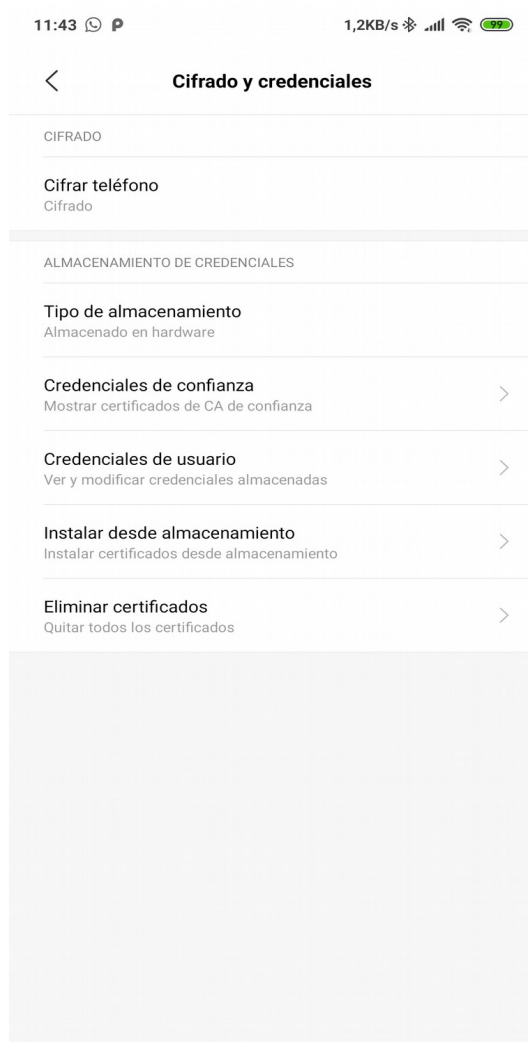 11:43 1,2KB/s 99
Cifrado y credenciales
CIFRADO
Cifrar teléfono
Cifrado
ALMACENAMIENTO DE CREDENCIALES
Tipo de almacenamiento
Almacenado en hardware
Credenciales de confianza
Mostrar certificados de CA de confianza
Credenciales de usuario
Ver y modificar credenciales almacenadas
Instalar desde almacenamiento
Instalar certificados desde almacenamiento
Eliminar certificados
Quitar todos los certificados